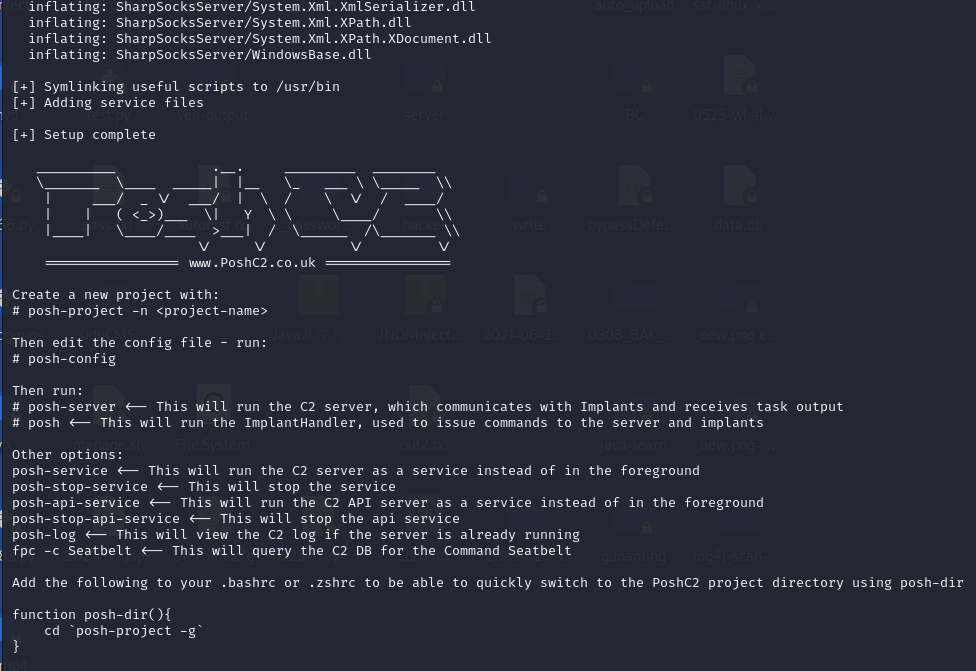 inflating: SharpSocksServer/System.Xml.XmlSerializer.dll
inflating: SharpSocksServer/System.Xml.XPath.dll
inflating: SharpSocksServer/System.Xml.XPath.XDocument.dll
inflating: SharpSocksServer/WindowsBase.dll
[+] Symlinking useful scripts to /usr/bin
[+] Adding service files
[+] Setup complete
www.PoshC2.co.uk
Create a new project with:
# posh-project -n <project-name>
Then edit the config file - run:
# posh-config
Then run:
# posh-server <-- This will run the C2 server, which communicates with Implants and receives task output
# posh <-- This will run the ImplantHandler, used to issue commands to the server and implants
Other options:
posh-service <-- This will run the C2 server as a service instead of in the foreground
posh-stop-service <-- This will stop the service
posh-api-service <-- This will run the C2 API server as a service instead of in the foreground
posh-stop-api-service <-- This will stop the api service
posh-log <-- This will view the C2 log if the server is already running
fpc -c Seatbelt <-- This will query the C2 DB for the Command Seatbelt
Add the following to your .bashrc or .zshrc to be able to quickly switch to the PoshC2 project directory using posh-dir
function posh-dir(){
cd `posh-project -g`
}